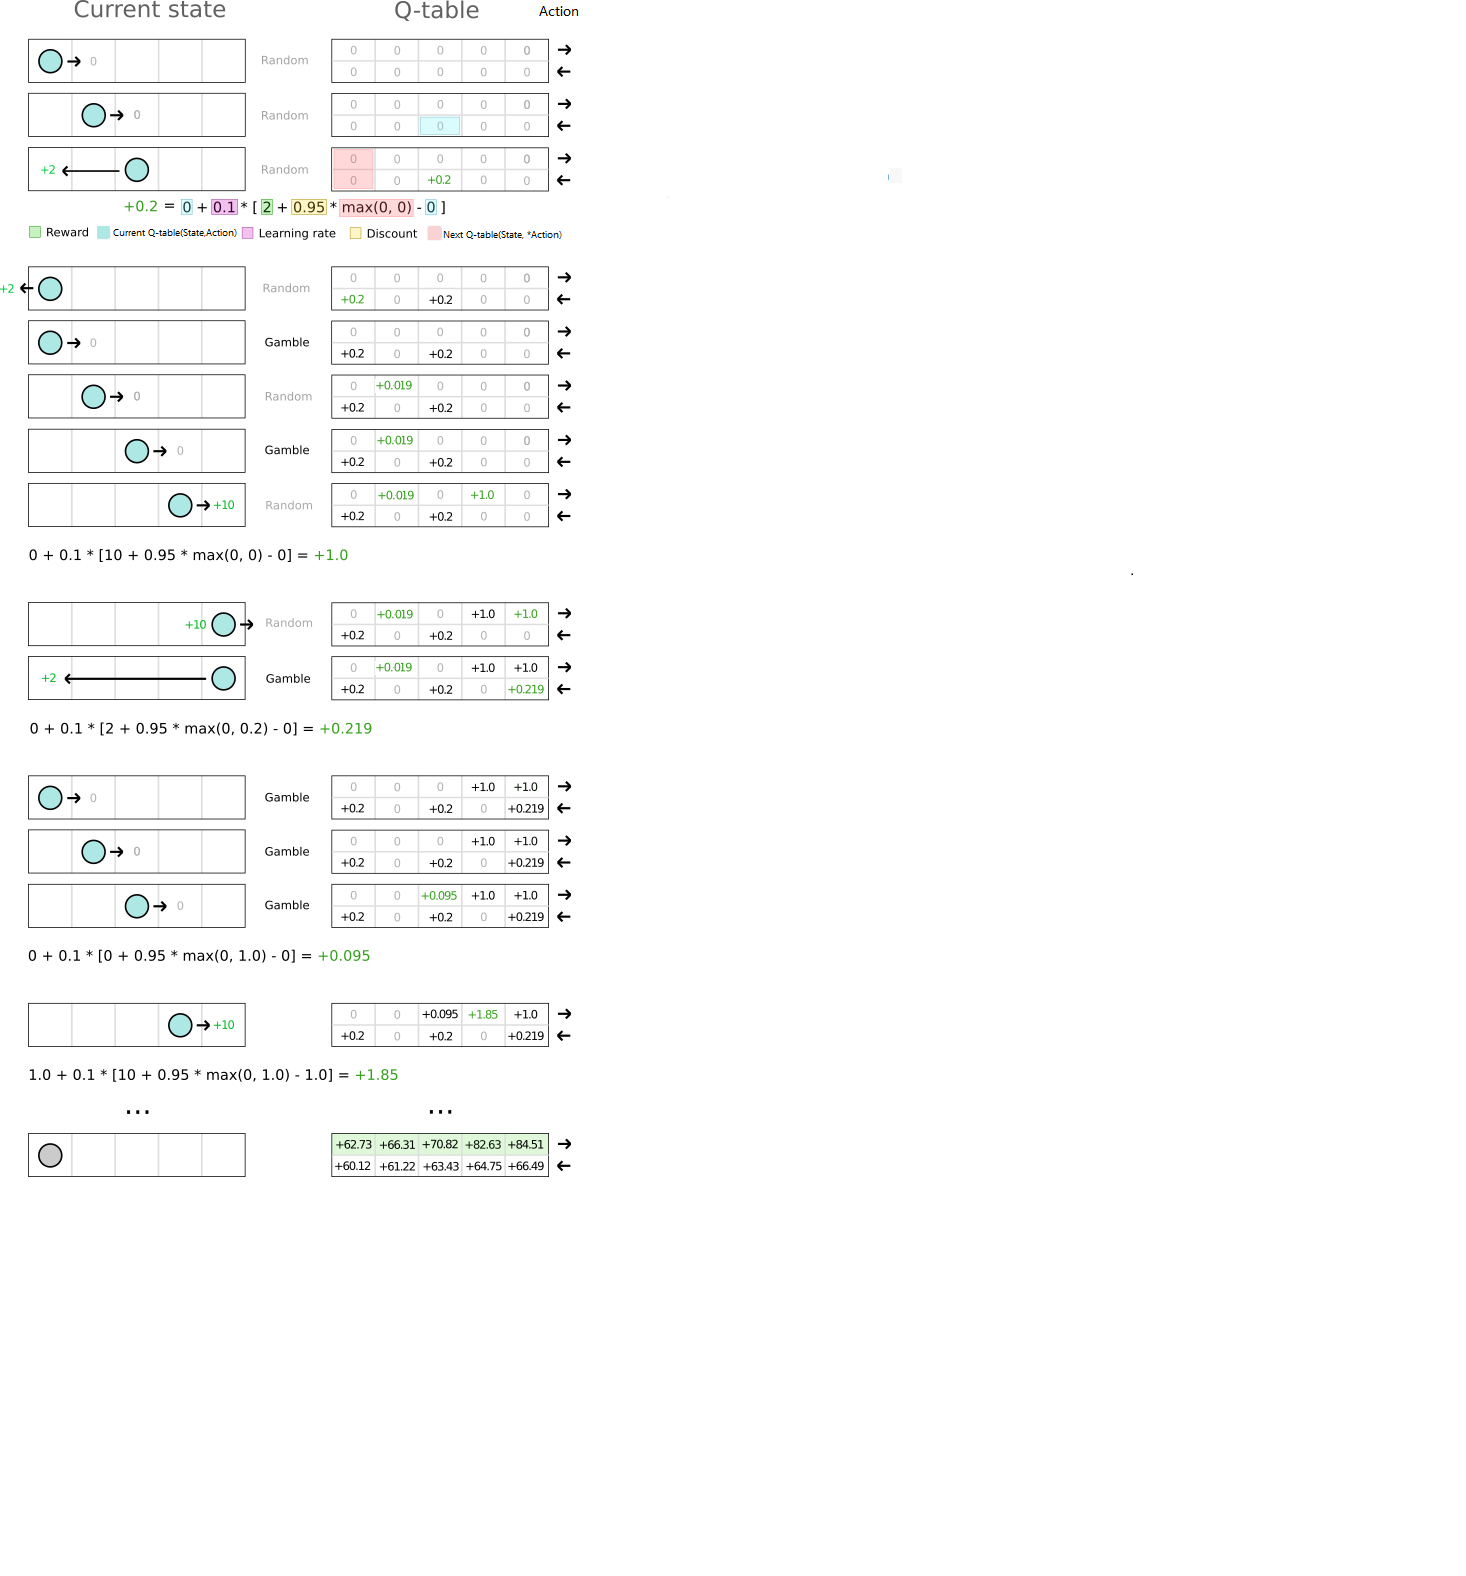 Current state Q-table Action
0 Random 0 0 0 0 0 →
0 0 0 0 0 ←
0 Random 0 0 0 0 0 →
0 0 0 0 0 ←
+2 Random 0 0 0 0 0 →
0 0 +0.2 0 0 ←
+0.2 = 0 + 0.1 * [ 2 + 0.95 * max(0, 0) - 0 ]
Reward Current Q-table(State,Action) Learning rate Discount Next Q-table(State, *Action)
+2 Random 0 0 0 0 0 →
+0.2 0 +0.2 0 0 ←
0 Gamble 0 0 0 0 0 →
+0.2 0 +0.2 0 0 ←
0 Random 0 +0.019 0 0 0 →
+0.2 0 +0.2 0 0 ←
0 Gamble 0 +0.019 0 0 0 →
+0.2 0 +0.2 0 0 ←
+10 Random 0 +0.019 0 +1.0 0 →
+0.2 0 +0.2 0 0 ←
0 + 0.1 * [10 + 0.95 * max(0, 0) - 0] = +1.0
+10 Random 0 +0.019 0 +1.0 +1.0 →
+0.2 0 +0.2 0 0 ←
+2 Gamble 0 +0.019 0 +1.0 +1.0 →
+0.2 0 +0.2 0 +0.219 ←
0 + 0.1 * [2 + 0.95 * max(0, 0.2) - 0] = +0.219
0 Gamble 0 0 0 +1.0 +1.0 →
+0.2 0 +0.2 0 +0.219 ←
0 Gamble 0 0 0 +1.0 +1.0 →
+0.2 0 +0.2 0 +0.219 ←
0 Gamble 0 0 +0.095 +1.0 +1.0 →
+0.2 0 +0.2 0 +0.219 ←
0 + 0.1 * [0 + 0.95 * max(0, 1.0) - 0] = +0.095
+10 0 0 +0.095 +1.85 +1.0 →
+0.2 0 +0.2 0 +0.219 ←
1.0 + 0.1 * [10 + 0.95 * max(0, 1.0) - 1.0] = +1.85
... ...
+62.73 +66.31 +70.82 +82.63 +84.51 →
+60.12 +61.22 +63.43 +64.75 +66.49 ←